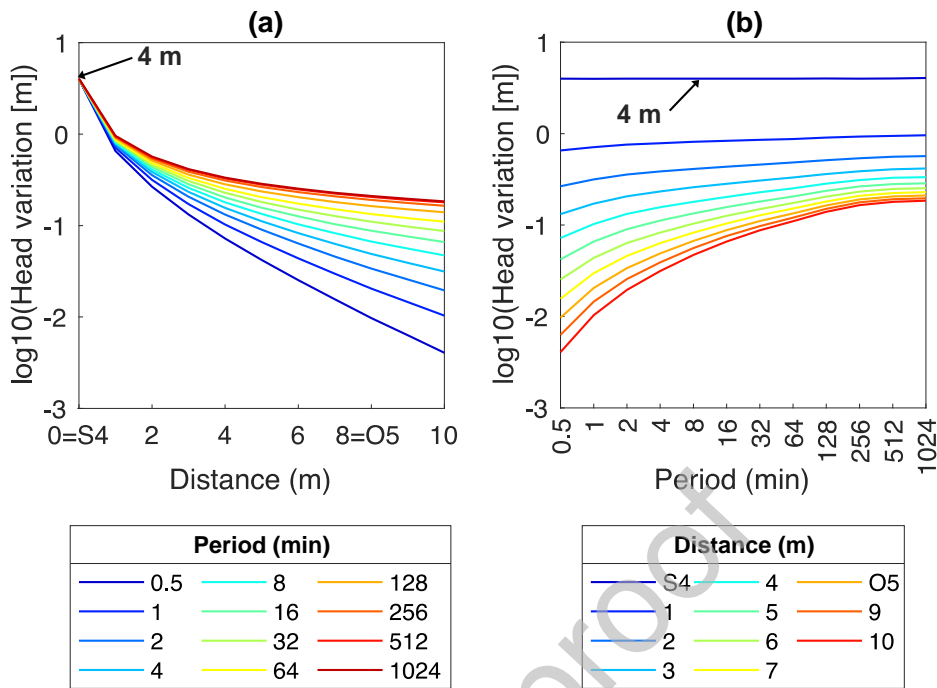 (a)
(b)
log10(Head variation [m])
1
0
-1
-2
-3
4 m
0=S4 2 4 6 8=O5 10
Distance (m)
log10(Head variation [m])
1
0
-1
-2
-3
4 m
0.5 1 2 4 8 16 32 64 128 256 512 1024
Period (min)
Period (min)
0.5 8 128
1 16 256
2 32 512
4 64 1024
Distance (m)
S4 4 O5
1 5 9
2 6 10
3 7
proof